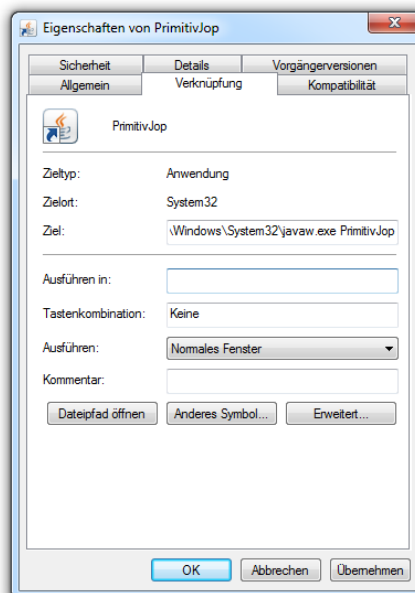 Eigenschaften von PrimitivJop
Sicherheit Details Vorgängerversionen
Allgemein Verknüpfung Kompatibilität
PrimitivJop
Zieltyp: Anwendung
Zielort: System32
Ziel: \Windows\System32\javaw.exe PrimitivJop
Ausführen in:
Tastenkombination: Keine
Ausführen: Normales Fenster
Kommentar:
Dateipfad öffnen Anderes Symbol... Erweitert...
OK Abbrechen Übernehmen